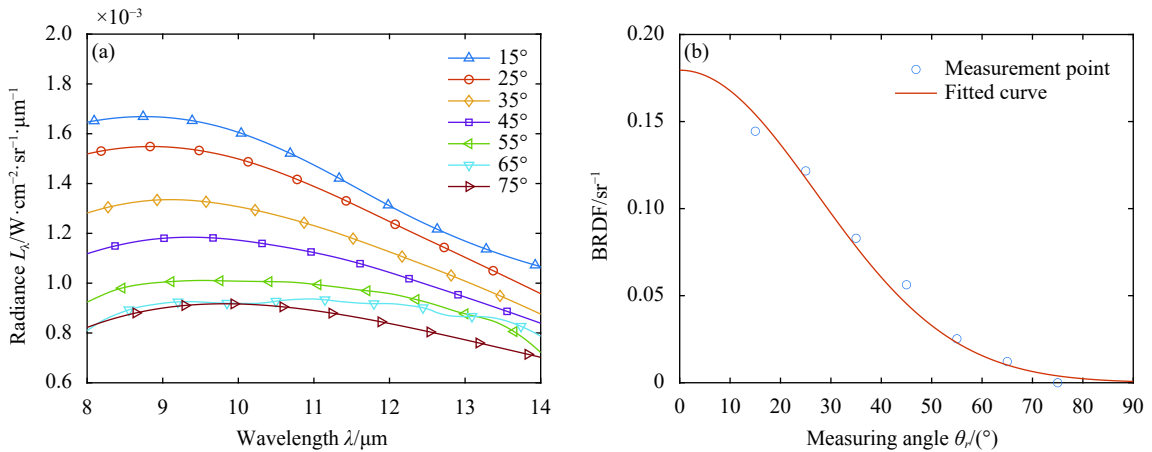 ×10⁻³
(a)
2.0
1.8
1.6
1.4
1.2
1.0
0.8
0.6
Radiance Lλ/W·cm⁻²·sr⁻¹·μm⁻¹
15°
25°
35°
45°
55°
65°
75°
8 9 10 11 12 13 14
Wavelength λ/μm
(b)
0.20
0.15
0.10
0.05
0
BRDF/sr⁻¹
Measurement point
Fitted curve
0 10 20 30 40 50 60 70 80 90
Measuring angle θᵣ/(°)